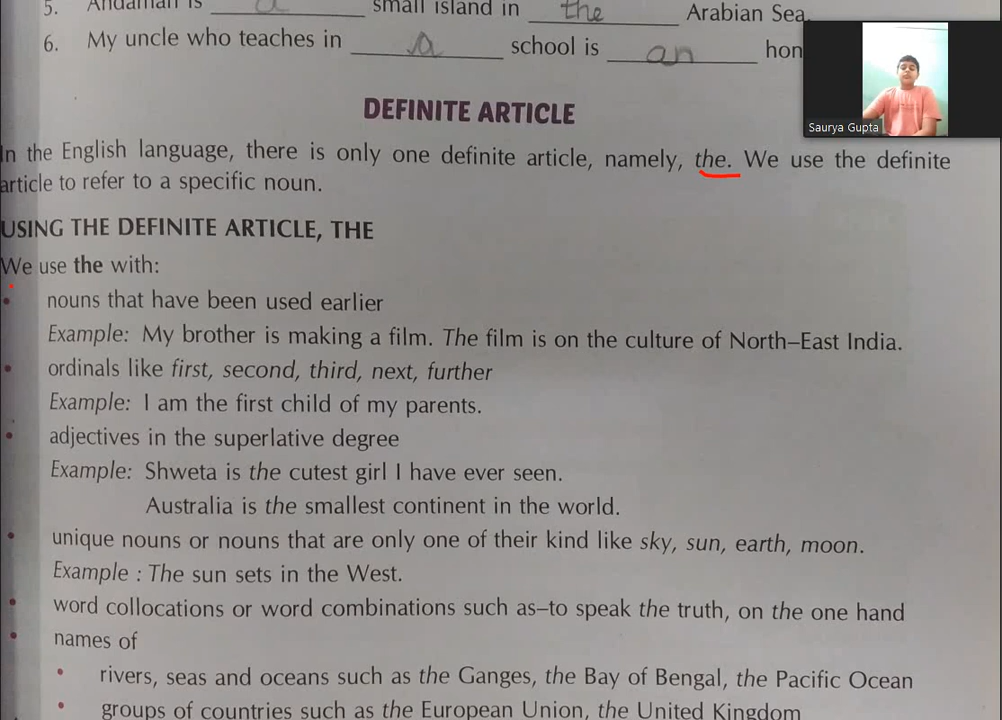 5. Andaman is a small island in the Arabian Sea.
6. My uncle who teaches in a school is an hon
Saurya Gupta
DEFINITE ARTICLE
In the English language, there is only one definite article, namely, the. We use the definite
article to refer to a specific noun.
USING THE DEFINITE ARTICLE, THE
We use the with:
• nouns that have been used earlier
Example: My brother is making a film. The film is on the culture of North–East India.
• ordinals like first, second, third, next, further
Example: I am the first child of my parents.
• adjectives in the superlative degree
Example: Shweta is the cutest girl I have ever seen.
Australia is the smallest continent in the world.
• unique nouns or nouns that are only one of their kind like sky, sun, earth, moon.
Example : The sun sets in the West.
• word collocations or word combinations such as–to speak the truth, on the one hand
• names of
• rivers, seas and oceans such as the Ganges, the Bay of Bengal, the Pacific Ocean
• groups of countries such as the European Union, the United Kingdom